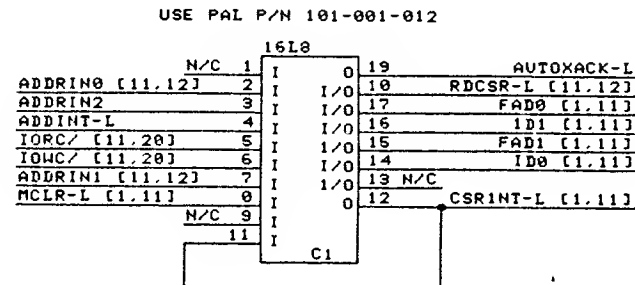 USE PAL P/N 101-001-012
16L8
N/C 1 I O 19 AUTOXACK-L
ADDRIN0 [11,12] 2 I I/O 10 RDCSR-L [11,12]
ADDRIN2 3 I I/O 17 FAD0 [1,11]
ADDINT-L 4 I I/O 16 ID1 [1,11]
IORC/ [11,20] 5 I I/O 15 FAD1 [1,11]
IOWC/ [11,20] 6 I I/O 14 ID0 [1,11]
ADDRIN1 [11,12] 7 I I/O 13 N/C
MCLR-L [1,11] 0 I O 12 CSRINT-L [1,11]
N/C 9 I
11 I
C1